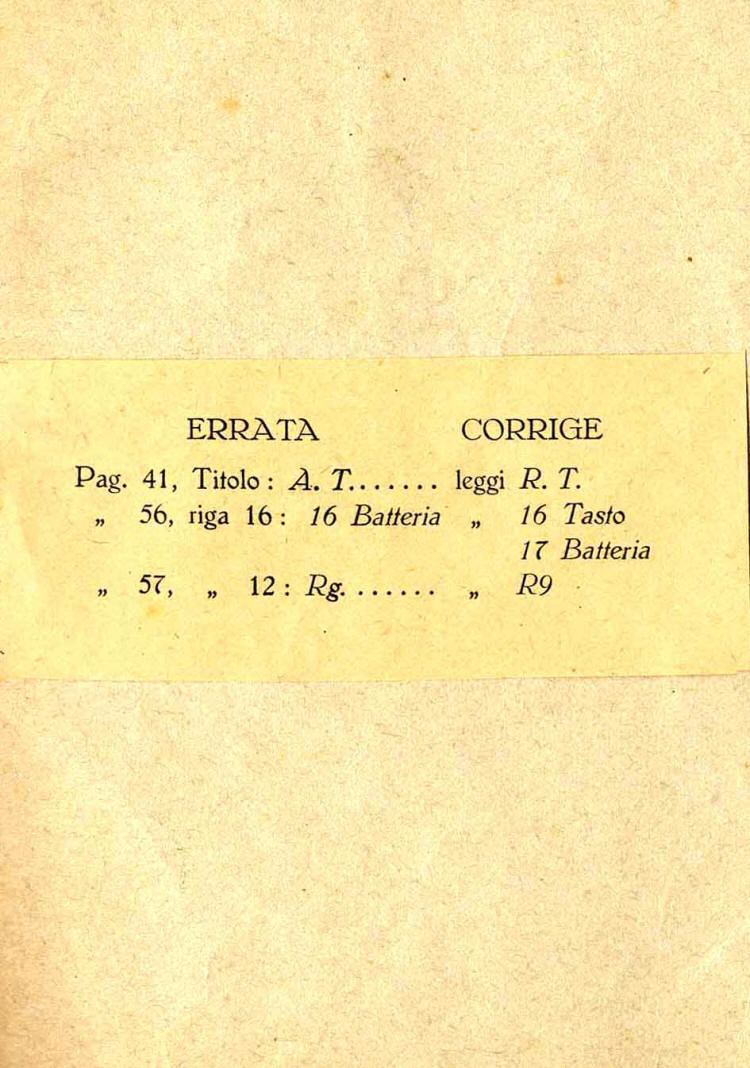 ERRATA CORRIGE
Pag. 41, Titolo : A. T....... leggi R. T.
„ 56, riga 16 : 16 Batteria „ 16 Tasto
17 Batteria
„ 57, „ 12 : Rg. ...... „ R9